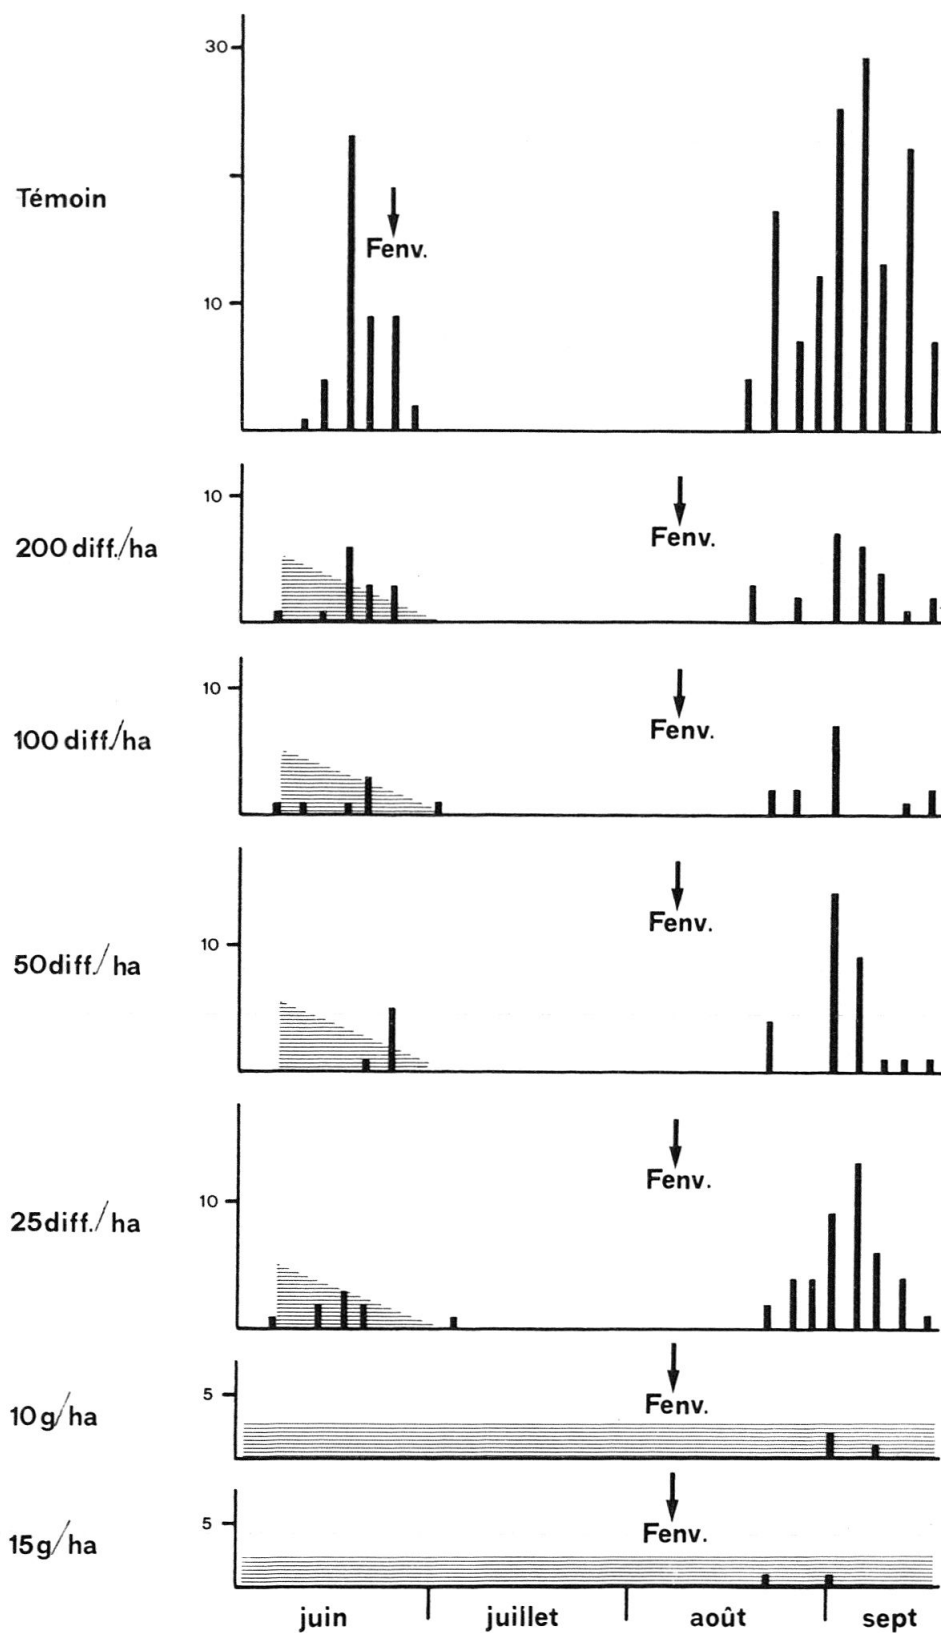 30
Témoin
Fenv.
10
10
200 diff./ha
Fenv.
10
100 diff./ha
Fenv.
10
50 diff./ha
Fenv.
10
25 diff./ha
Fenv.
5
10 g/ha
Fenv.
5
15 g/ha
Fenv.
juin juillet août sept